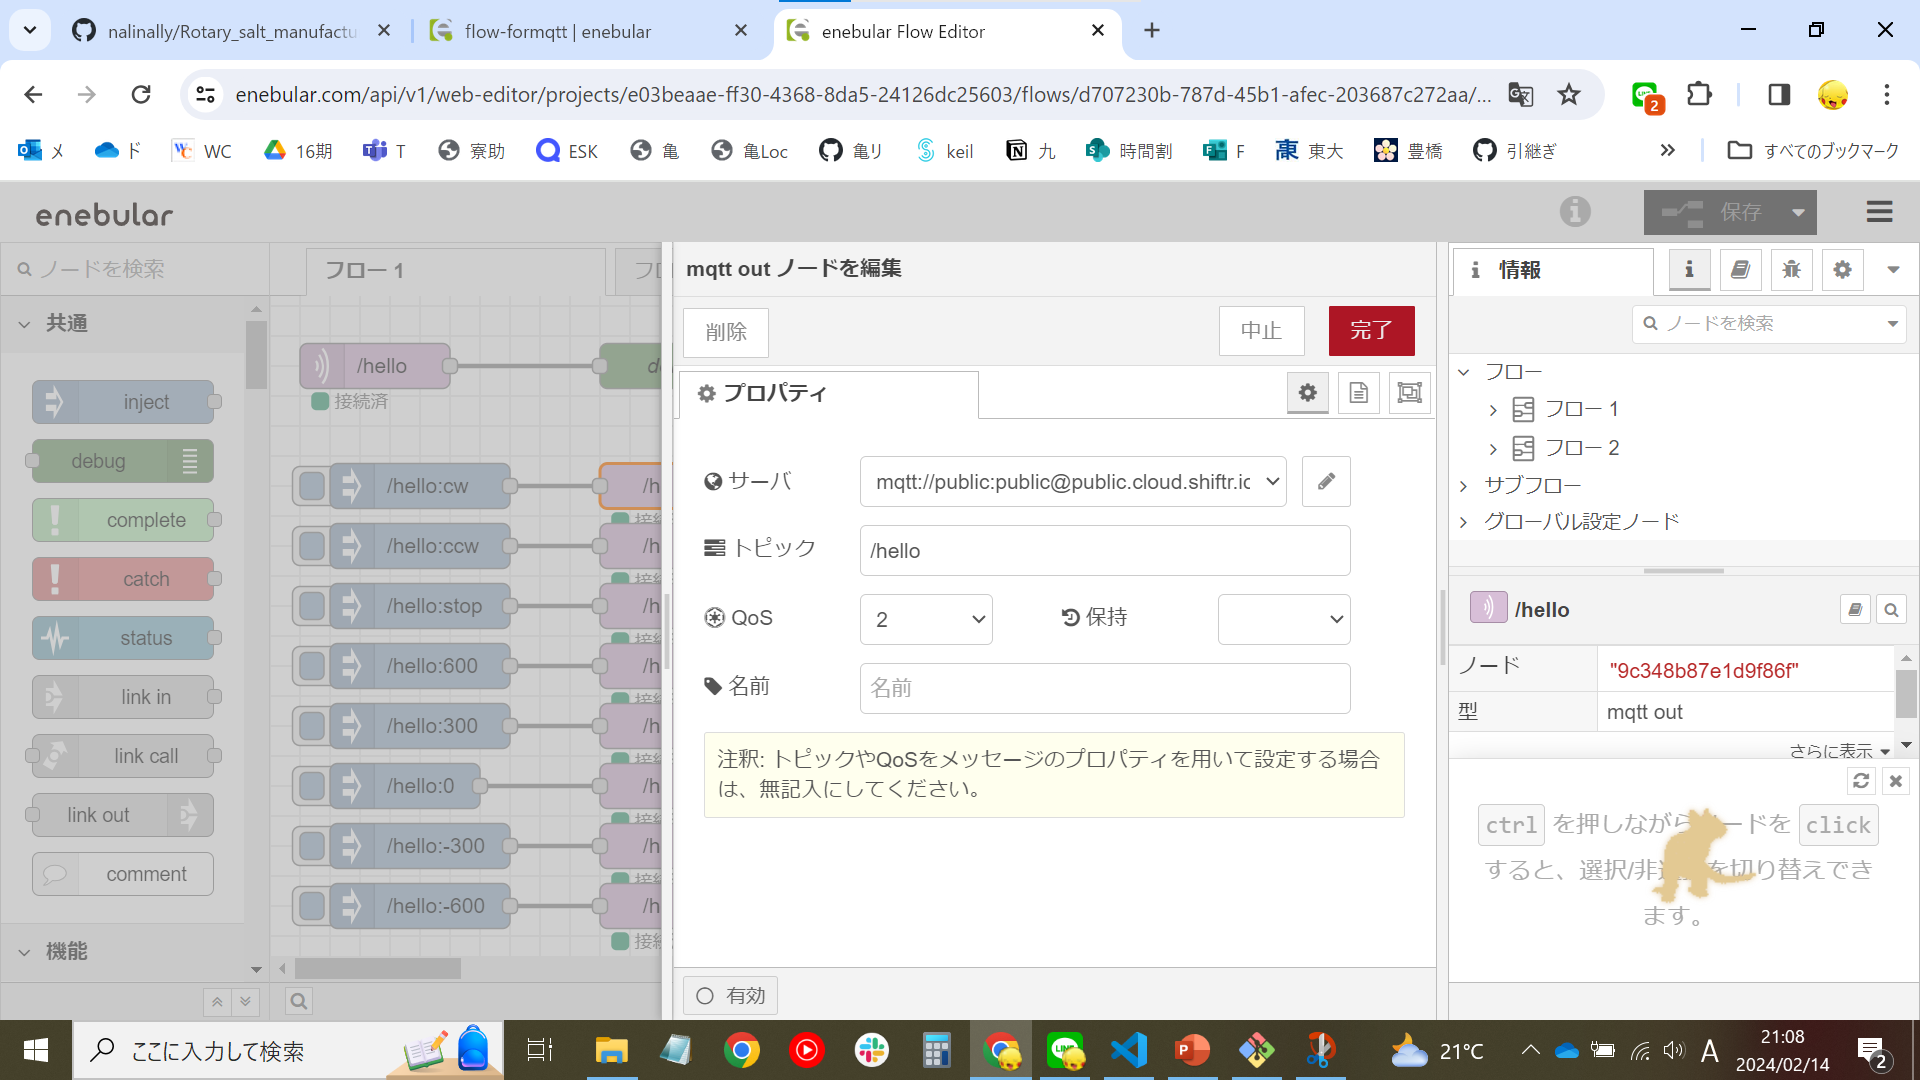 nalinally/Rotary_salt_manufactu
flow-formqtt | enebular
enebular Flow Editor
enebular.com/api/v1/web-editor/projects/e03beaae-ff30-4368-8da5-24126dc25603/flows/d707230b-787d-45b1-afec-203687c272aa/...
2
メ
ド
WC
16期
T
寮助
ESK
亀
亀Loc
亀リ
keil
九
時間割
F
東大
豊橋
引継ぎ
すべてのブックマーク
enebular
保存
ノードを検索
フロー 1
共通
inject
debug
complete
catch
status
link in
link call
link out
comment
機能
/hello
接続済
/hello:cw
/hello:ccw
/hello:stop
/hello:600
/hello:300
/hello:0
/hello:-300
/hello:-600
mqtt out ノードを編集
削除
中止
完了
プロパティ
サーバ
mqtt://public:public@public.cloud.shiftr.io
トピック
/hello
QoS
2
保持
名前
名前
注釈: トピックやQoSをメッセージのプロパティを用いて設定する場合
は、無記入にしてください。
有効
情報
ノードを検索
フロー
フロー 1
フロー 2
サブフロー
グローバル設定ノード
/hello
ノード
"9c348b87e1d9f86f"
型
mqtt out
さらに表示
ctrl を押しながらノードを click
すると、選択/非選択を切り替えでき
ます。
ここに入力して検索
21°C
A
21:08
2024/02/14
2